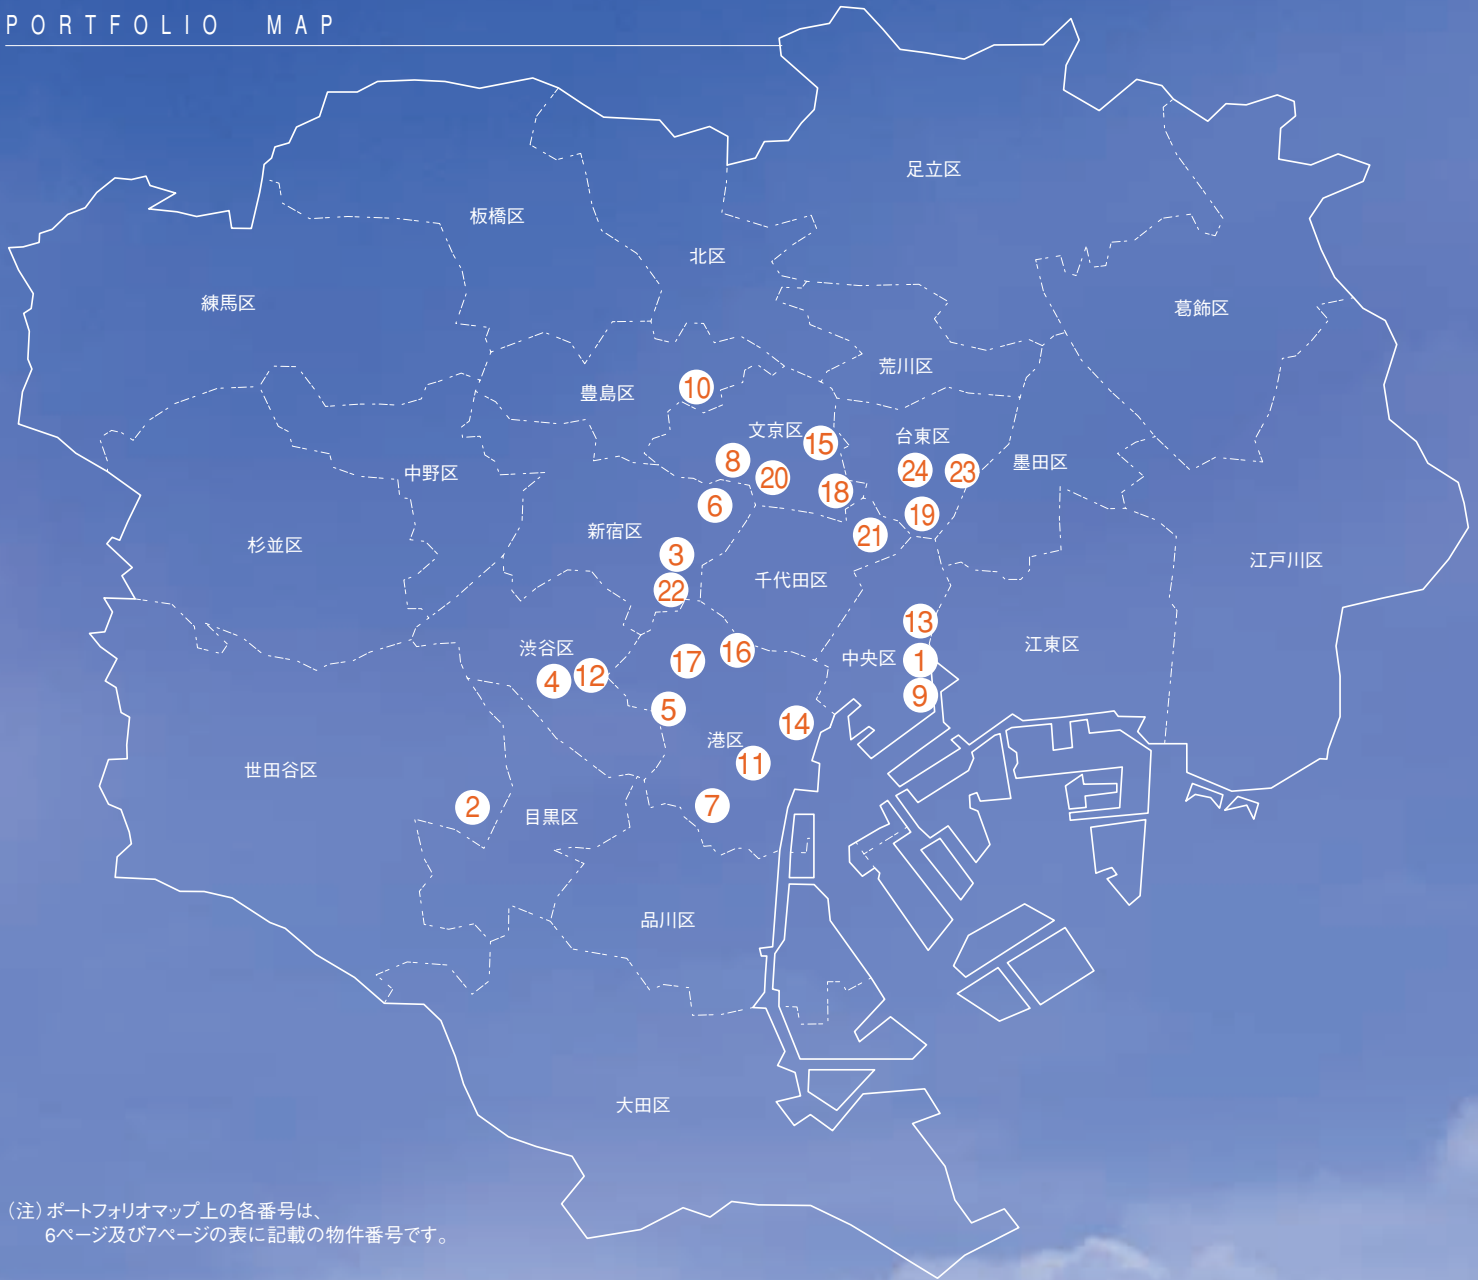 PORTFOLIO MAP
足立区
板橋区
北区
練馬区
葛飾区
荒川区
豊島区
10
文京区
15
台東区
8
20
24
23
墨田区
中野区
18
6
19
新宿区
21
杉並区
3
江戸川区
22
千代田区
13
渋谷区
17
16
中央区
1
江東区
4
12
5
9
14
港区
世田谷区
11
2
目黒区
7
品川区
大田区
(注)ポートフォリオマップ上の各番号は、
6ページ及び7ページの表に記載の物件番号です。